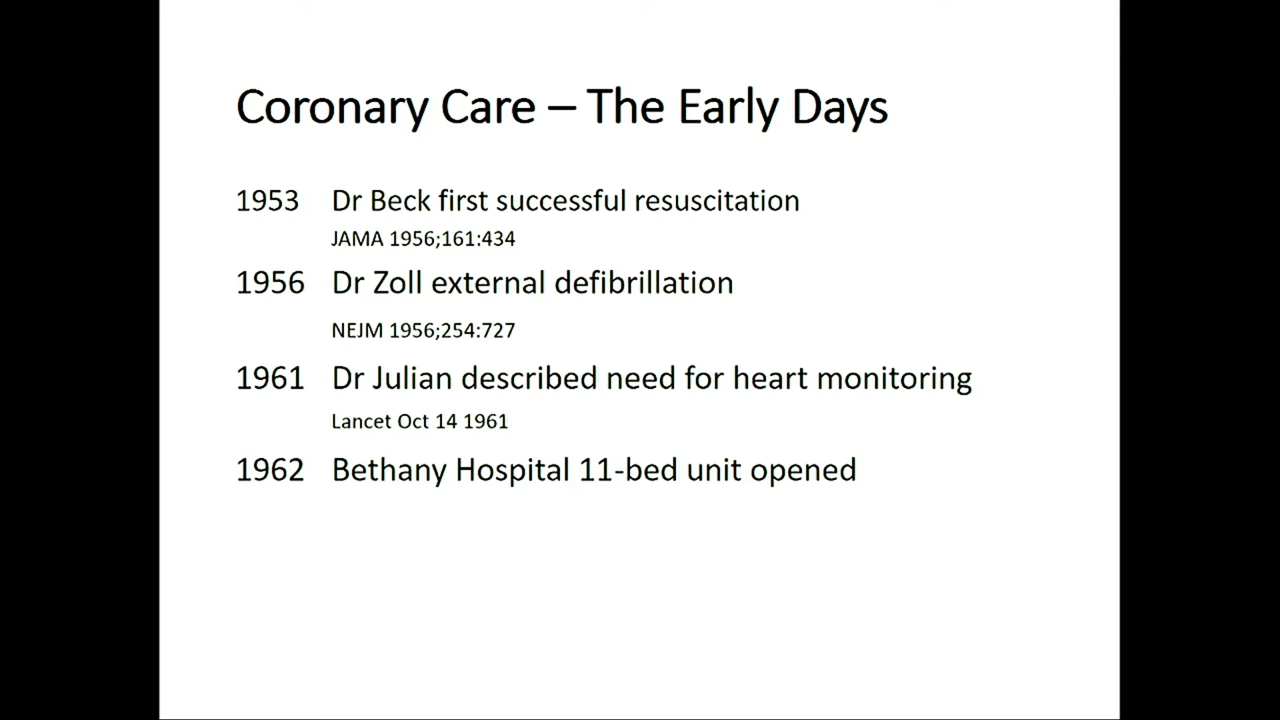 Coronary Care – The Early Days
1953 Dr Beck first successful resuscitation
JAMA 1956;161:434
1956 Dr Zoll external defibrillation
NEJM 1956;254:727
1961 Dr Julian described need for heart monitoring
Lancet Oct 14 1961
1962 Bethany Hospital 11-bed unit opened